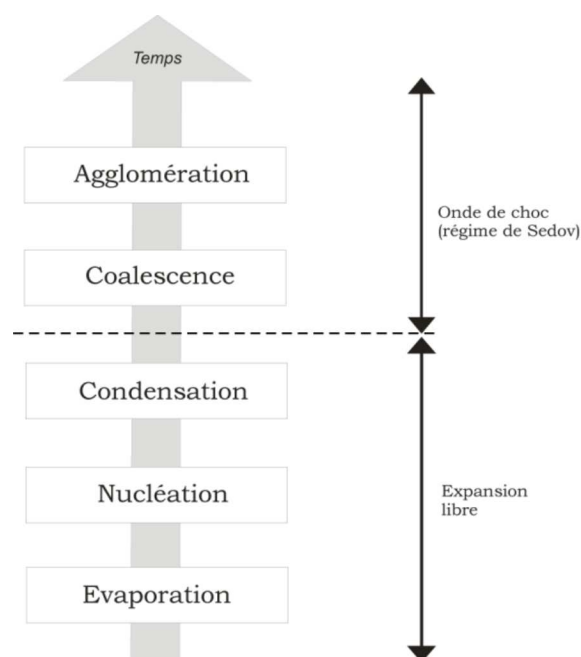 Temps
Agglomération
Onde de choc
(régime de Sedov)
Coalescence
Condensation
Nucléation
Expansion
libre
Evaporation